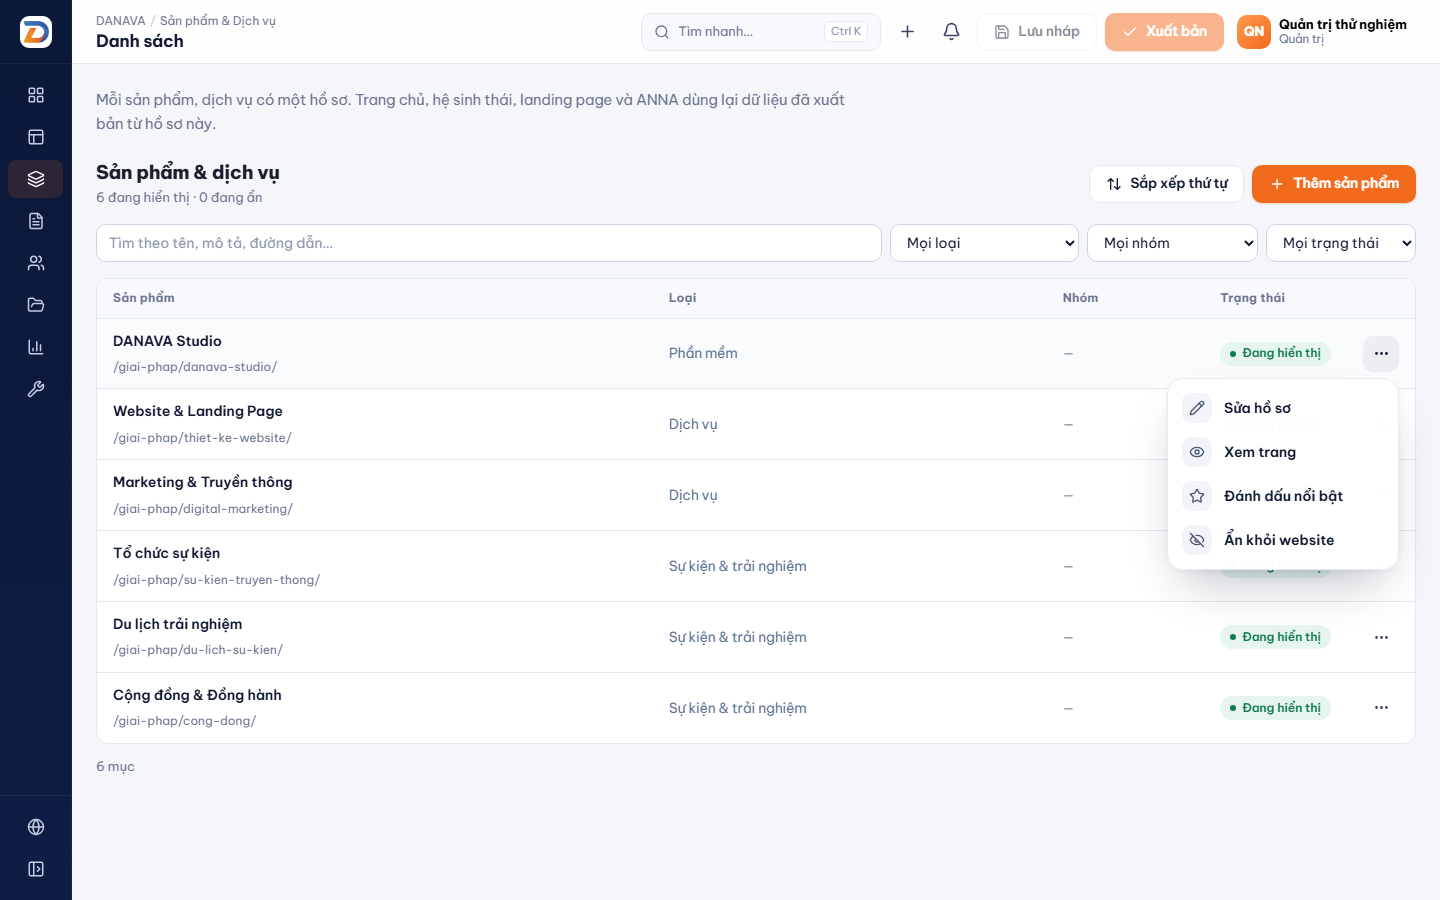 DANAVA / Sản phẩm & Dịch vụ
Danh sách
Tìm nhanh... Ctrl K
Lưu nháp
Xuất bản
QN
Quản trị thử nghiệm
Quản trị
Mỗi sản phẩm, dịch vụ có một hồ sơ. Trang chủ, hệ sinh thái, landing page và ANNA dùng lại dữ liệu đã xuất
bản từ hồ sơ này.
Sản phẩm & dịch vụ
6 đang hiển thị · 0 đang ẩn
Sắp xếp thứ tự
Thêm sản phẩm
Tìm theo tên, mô tả, đường dẫn...
Mọi loại
Mọi nhóm
Mọi trạng thái
Sản phẩm Loại Nhóm Trạng thái
DANAVA Studio
/giai-phap/danava-studio/
Phần mềm – Đang hiển thị
Website & Landing Page
/giai-phap/thiet-ke-website/
Dịch vụ –
Marketing & Truyền thông
/giai-phap/digital-marketing/
Dịch vụ –
Tổ chức sự kiện
/giai-phap/su-kien-truyen-thong/
Sự kiện & trải nghiệm –
Du lịch trải nghiệm
/giai-phap/du-lich-su-kien/
Sự kiện & trải nghiệm – Đang hiển thị
Cộng đồng & Đồng hành
/giai-phap/cong-dong/
Sự kiện & trải nghiệm – Đang hiển thị
Sửa hồ sơ
Xem trang
Đánh dấu nổi bật
Ẩn khỏi website
6 mục